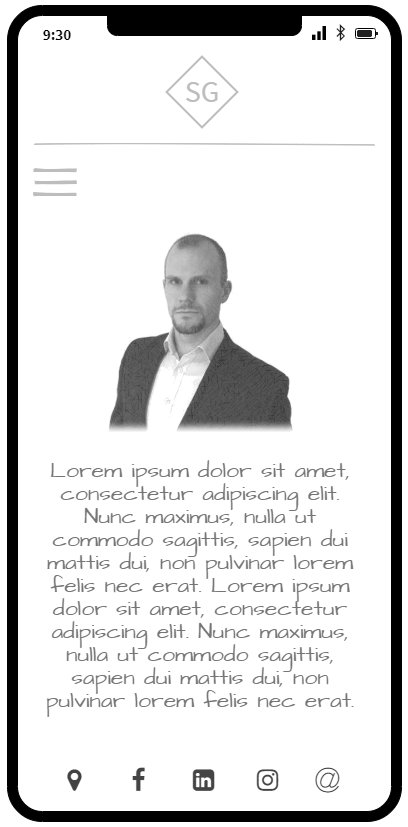 9:30
SG
Lorem ipsum dolor sit amet,
consectetur adipiscing elit.
Nunc maximus, nulla ut
commodo sagittis, sapien dui
mattis dui, non pulvinar lorem
felis nec erat. Lorem ipsum
dolor sit amet, consectetur
adipiscing elit. Nunc maximus,
nulla ut commodo sagittis,
sapien dui mattis dui, non
pulvinar lorem felis nec erat.
f in @